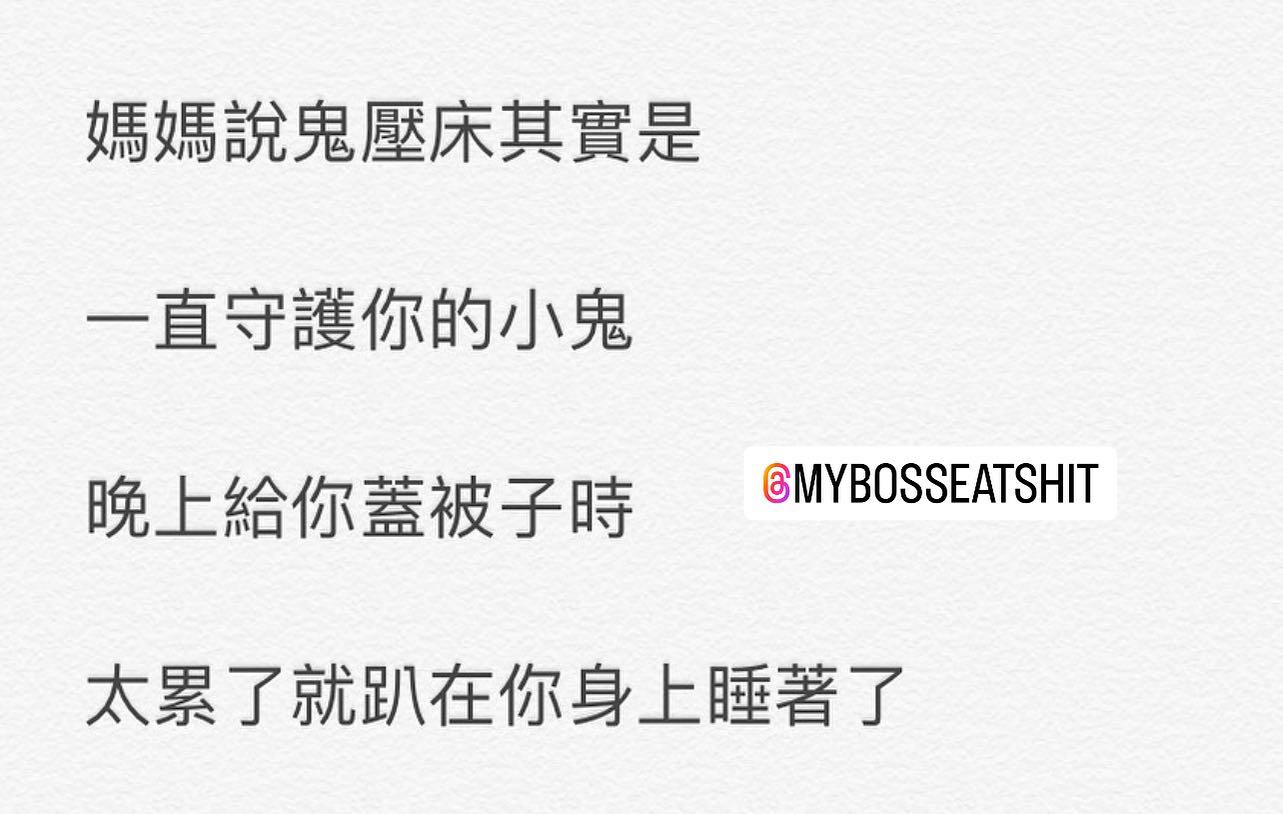 媽媽說鬼壓床其實是
一直守護你的小鬼
晚上給你蓋被子時
@MYBOSSEATSHIT
太累了就趴在你身上睡著了